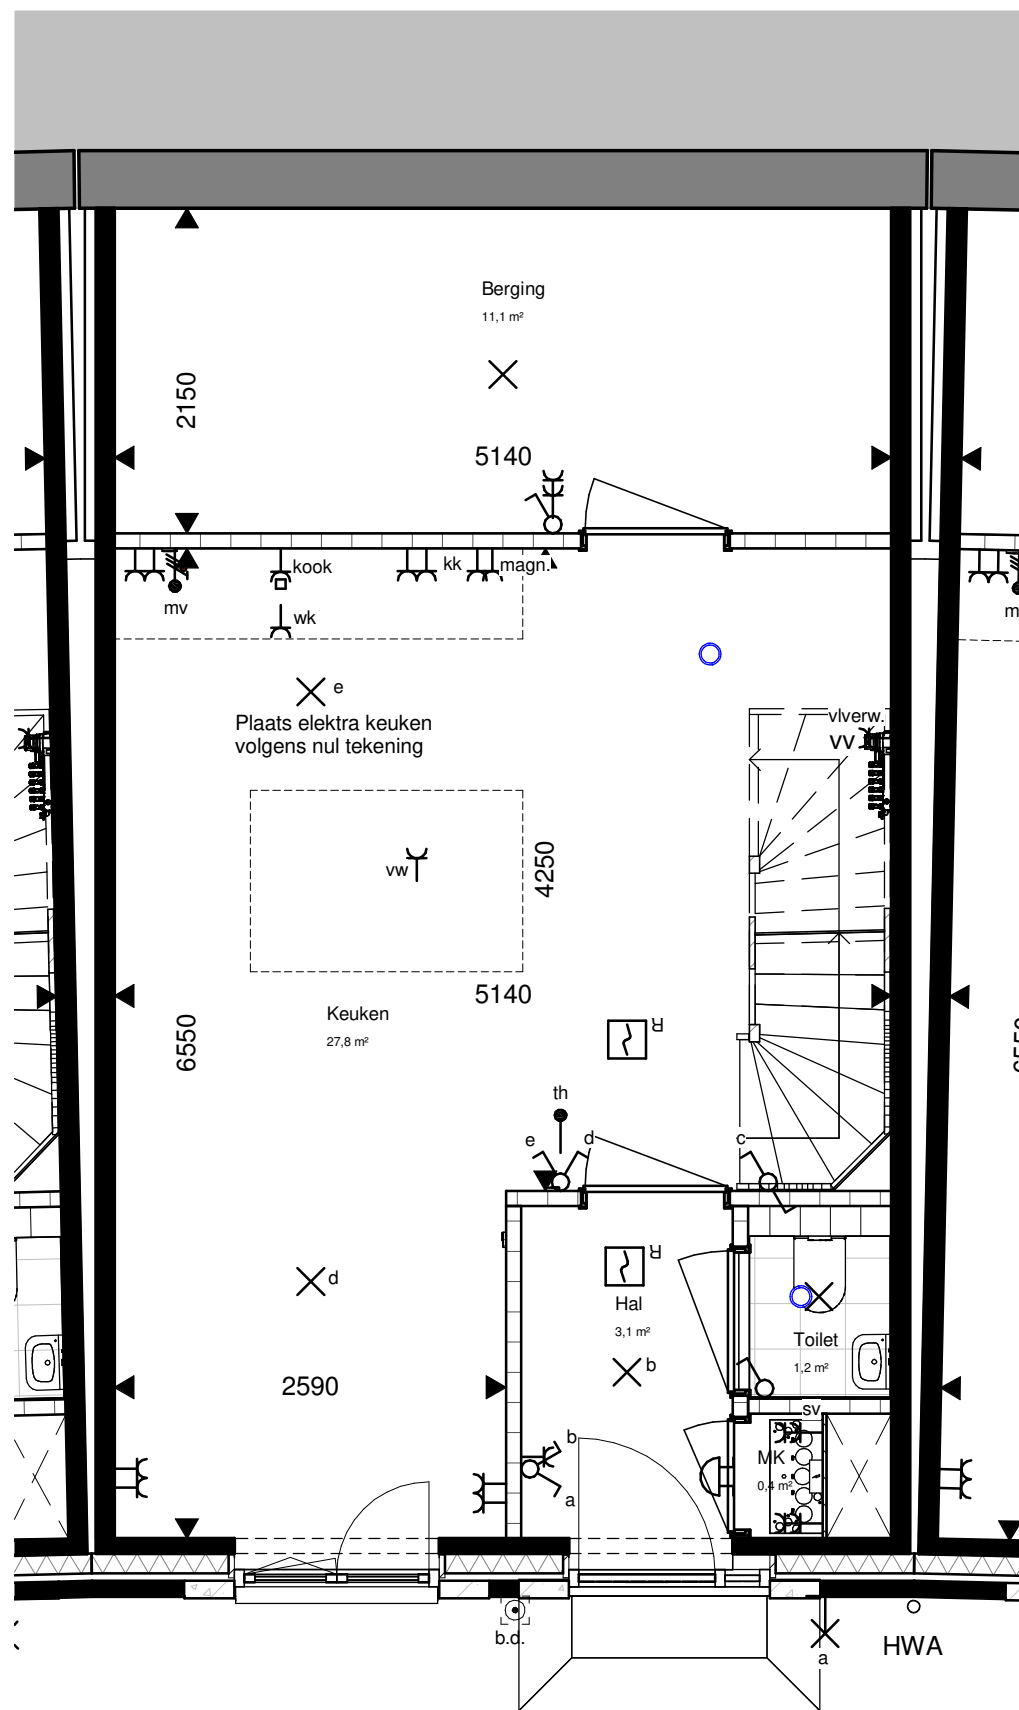 Berging
11,1 m²
2150
5140
kook
kk
magn.
mv
wk
e
Plaats elektra keuken
volgens nul tekening
vlverw.
vv
vw
4250
5140
Keuken
27,8 m²
6550
R
th
e
d
c
R
d
Hal
3,1 m²
b
Toilet
1,2 m²
2590
sv
b
MK
0,4 m²
a
b.d.
HWA
a